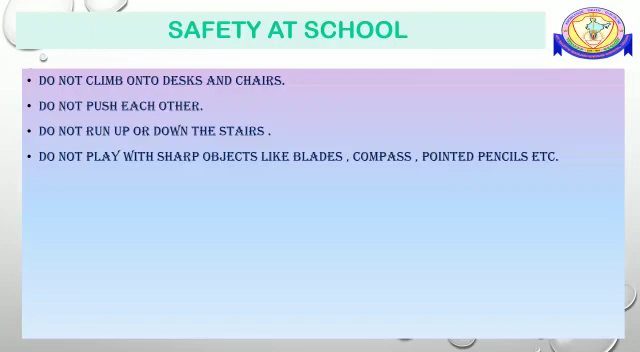 SAFETY AT SCHOOL
• DO NOT CLIMB ONTO DESKS AND CHAIRS.
• DO NOT PUSH EACH OTHER.
• DO NOT RUN UP OR DOWN THE STAIRS .
• DO NOT PLAY WITH SHARP OBJECTS LIKE BLADES , COMPASS , POINTED PENCILS ETC.